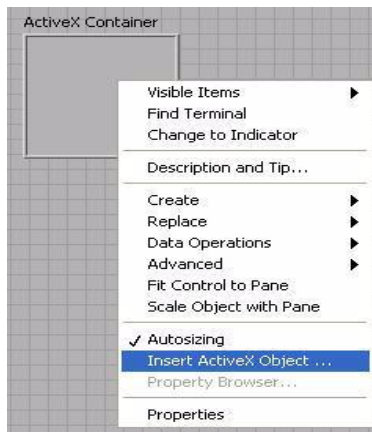 ActiveX Container
Visible Items
Find Terminal
Change to Indicator
Description and Tip...
Create
Replace
Data Operations
Advanced
Fit Control to Pane
Scale Object with Pane
Autosizing
Insert ActiveX Object ...
Property Browser...
Properties